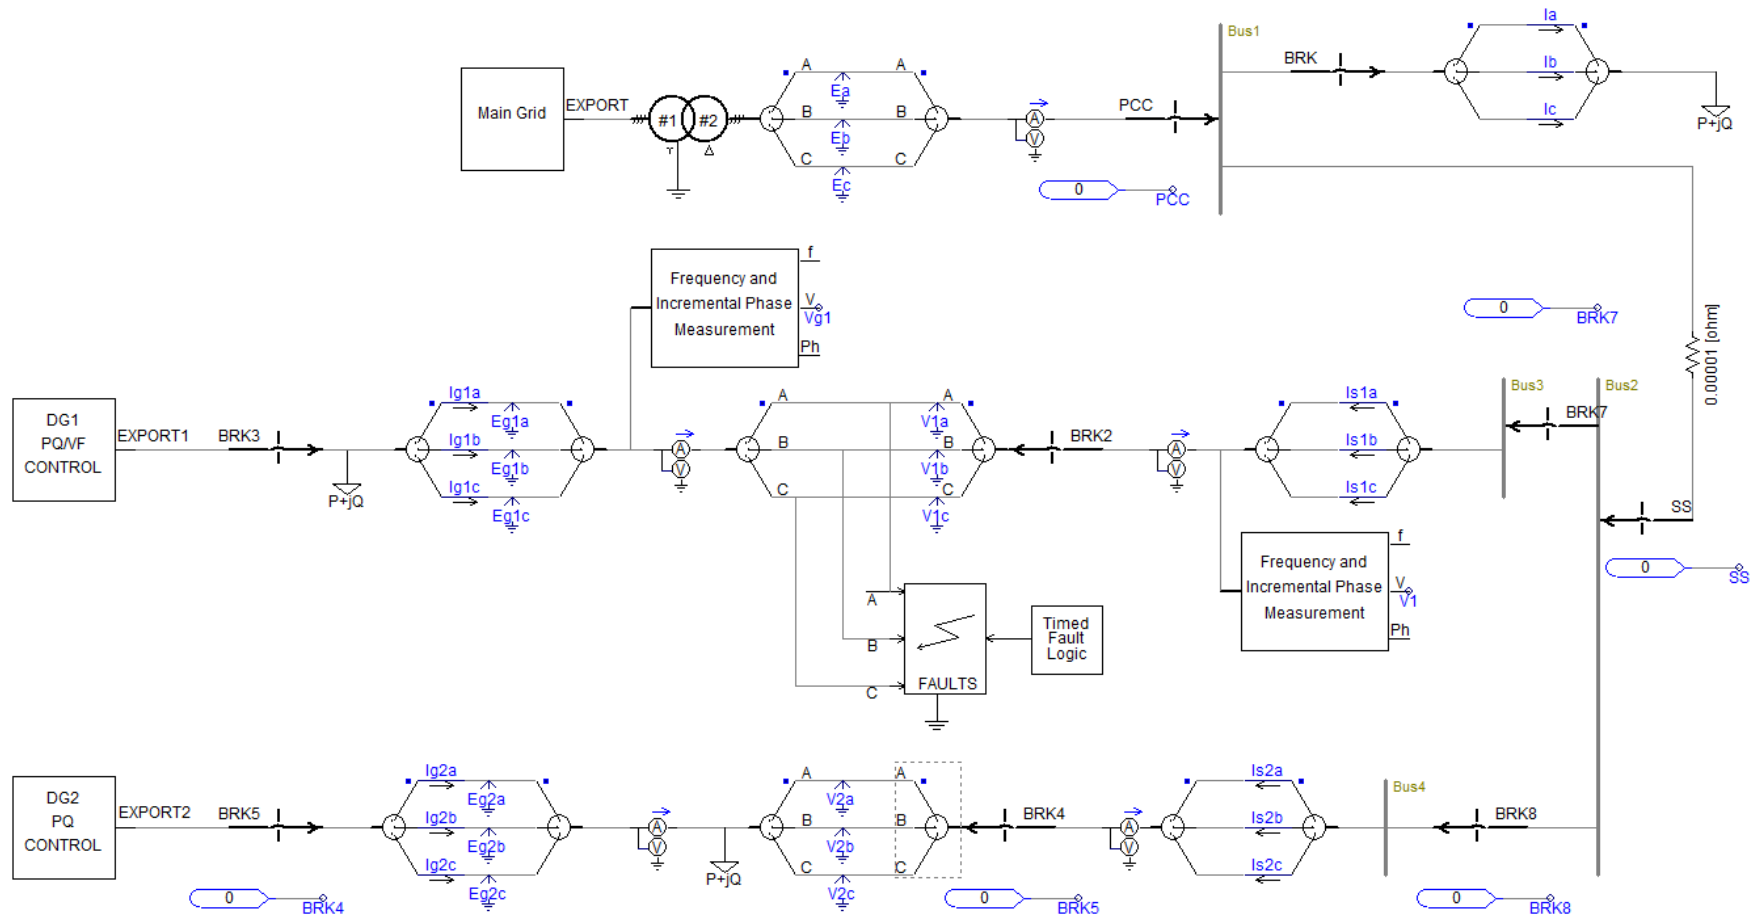 Ia
Bus1
BRK
Ib
Ic
P+jQ
Main Grid
EXPORT
#1
#2
A
A
Ea
B
B
Eb
C
C
Ec
A
V
PCC
0
PCC
Frequency and
Incremental Phase
Measurement
f
V
Vg1
Ph
0
BRK7
0.00001 [ohm]
DG1
PQ/VF
CONTROL
EXPORT1
BRK3
P+jQ
Ig1a
Eg1a
Ig1b
Eg1b
Ig1c
Eg1c
A
V
A
A
V1a
B
B
V1b
C
C
V1c
BRK2
A
V
Is1a
Is1b
Is1c
Bus3
BRK7
Bus2
SS
0
SS
Frequency and
Incremental Phase
Measurement
f
V
V1
Ph
A
B
C
FAULTS
Timed
Fault
Logic
DG2
PQ
CONTROL
EXPORT2
BRK5
Ig2a
Eg2a
Ig2b
Eg2b
Ig2c
Eg2c
A
V
P+jQ
A
A
V2a
B
B
V2b
C
C
V2c
BRK4
A
V
Is2a
Is2b
Is2c
Bus4
BRK8
0
BRK4
0
BRK5
0
BRK8